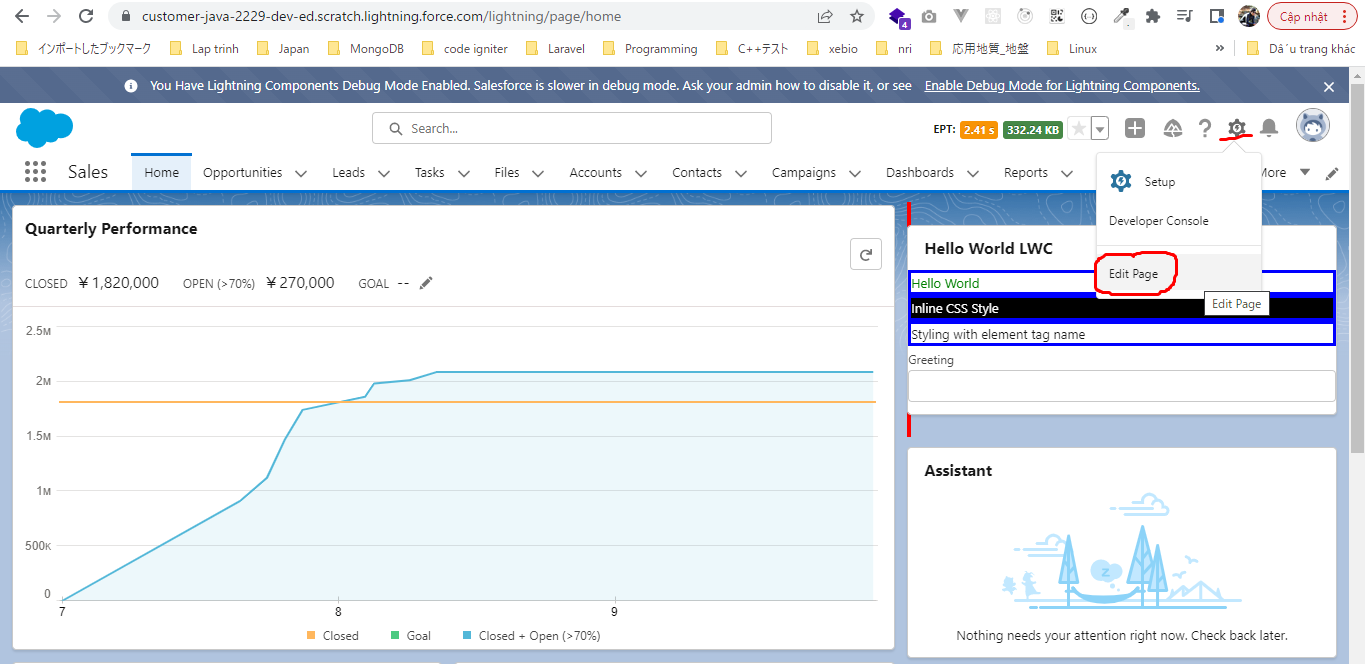 customer-java-2229-dev-ed.scratch.lightning.force.com/lightning/page/home
4
Cập nhật
インポートしたブックマーク Lap trinh Japan MongoDB code igniter Laravel Programming C++テスト xebio nri 応用地質_地盤 Linux » Dấu trang khác
You Have Lightning Components Debug Mode Enabled. Salesforce is slower in debug mode. Ask your admin how to disable it, or see Enable Debug Mode for Lightning Components.
Search...
EPT: 2.41 s 332.24 KB
Sales Home Opportunities Leads Tasks Files Accounts Contacts Campaigns Dashboards Reports More
Setup
Developer Console
Edit Page
Edit Page
Quarterly Performance
CLOSED ¥ 1,820,000 OPEN (>70%) ¥ 270,000 GOAL --
2.5M
2M
1.5M
1M
500K
0
7 8 9
Closed Goal Closed + Open (>70%)
Hello World LWC
Hello World
Inline CSS Style
Styling with element tag name
Greeting
Assistant
z
Nothing needs your attention right now. Check back later.